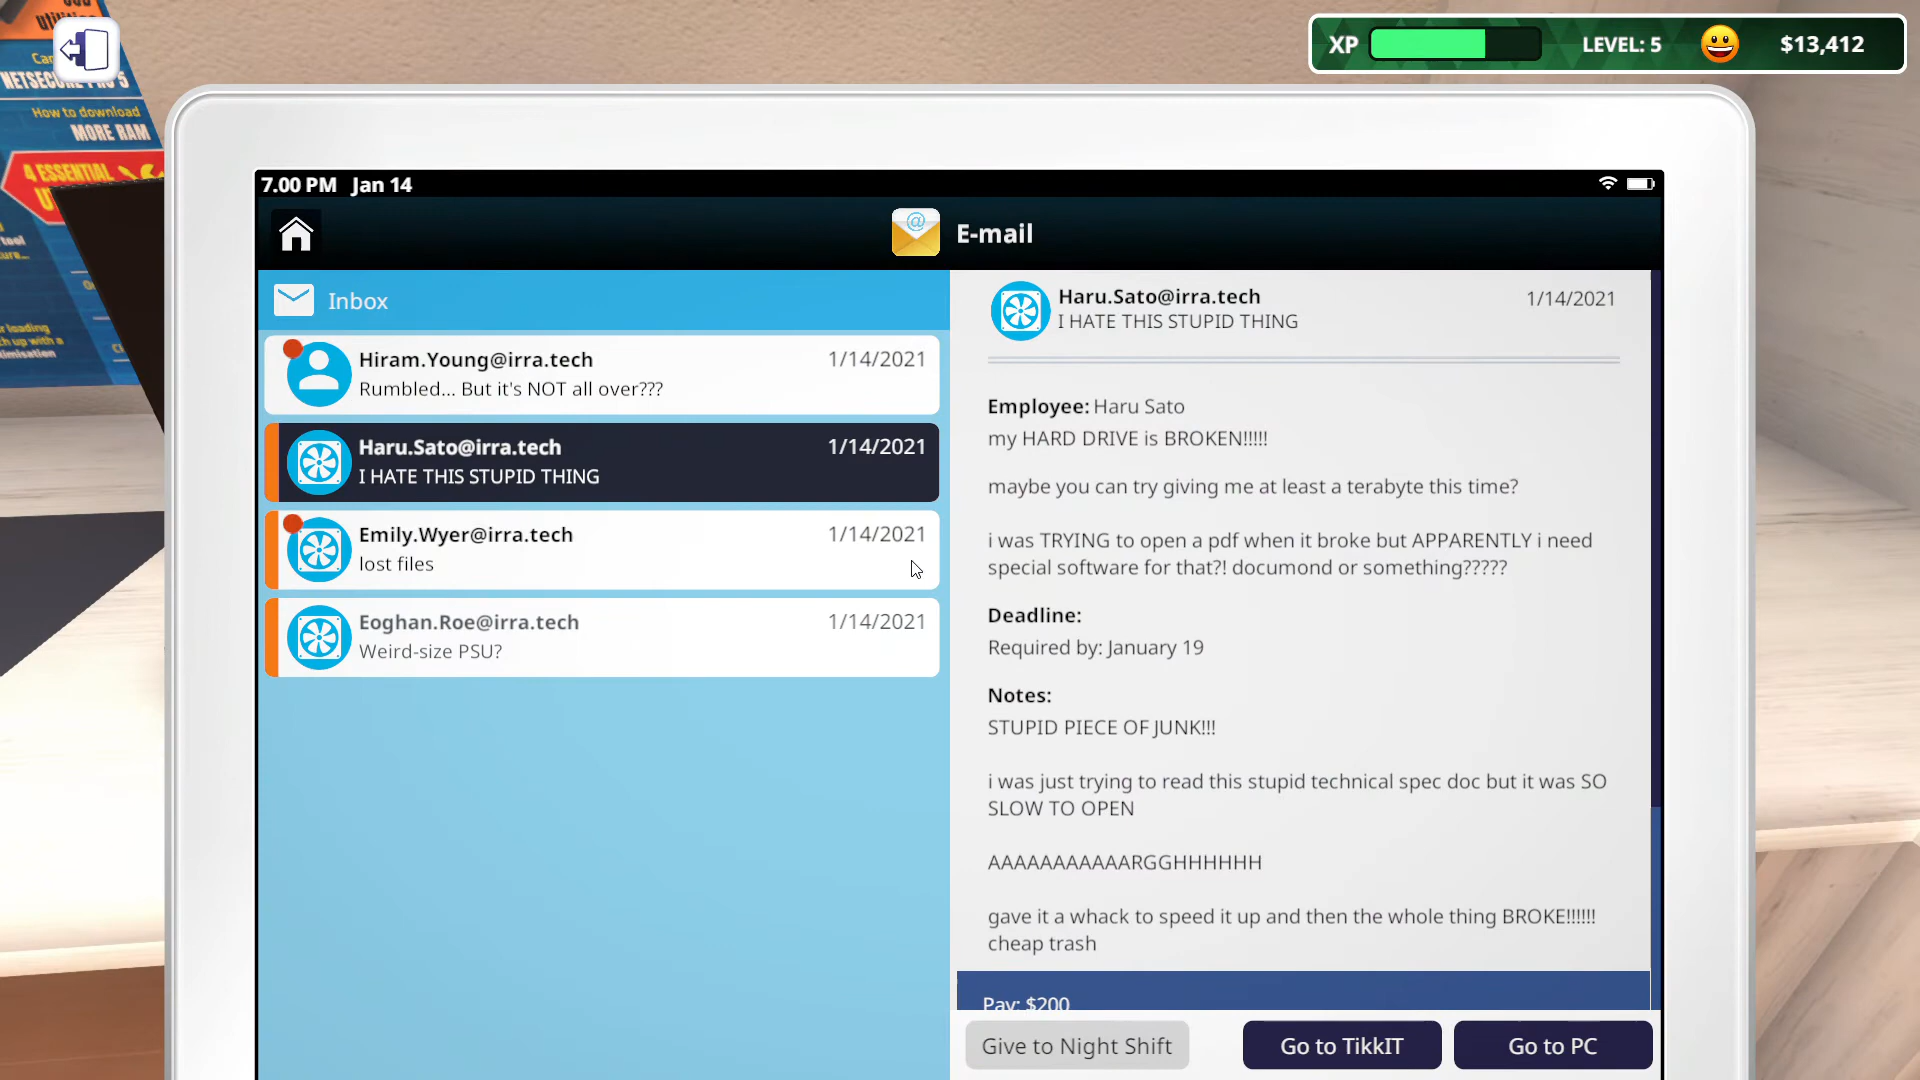 XP
LEVEL: 5
$13,412
utilities
NETSECURE PRO 5
How to download
MORE RAM
4 ESSENTIAL
tool
7.00 PM Jan 14
E-mail
Inbox
Hiram.Young@irra.tech
1/14/2021
Rumbled... But it's NOT all over???
Haru.Sato@irra.tech
1/14/2021
I HATE THIS STUPID THING
Emily.Wyer@irra.tech
1/14/2021
lost files
Eoghan.Roe@irra.tech
1/14/2021
Weird-size PSU?
Haru.Sato@irra.tech
1/14/2021
I HATE THIS STUPID THING
Employee: Haru Sato
my HARD DRIVE is BROKEN!!!!!
maybe you can try giving me at least a terabyte this time?
i was TRYING to open a pdf when it broke but APPARENTLY i need
special software for that?! documond or something?????
Deadline:
Required by: January 19
Notes:
STUPID PIECE OF JUNK!!!
i was just trying to read this stupid technical spec doc but it was SO
SLOW TO OPEN
AAAAAAAAAAARGGHHHHHH
gave it a whack to speed it up and then the whole thing BROKE!!!!!!
cheap trash
Pay: $200
Give to Night Shift
Go to TikkIT
Go to PC